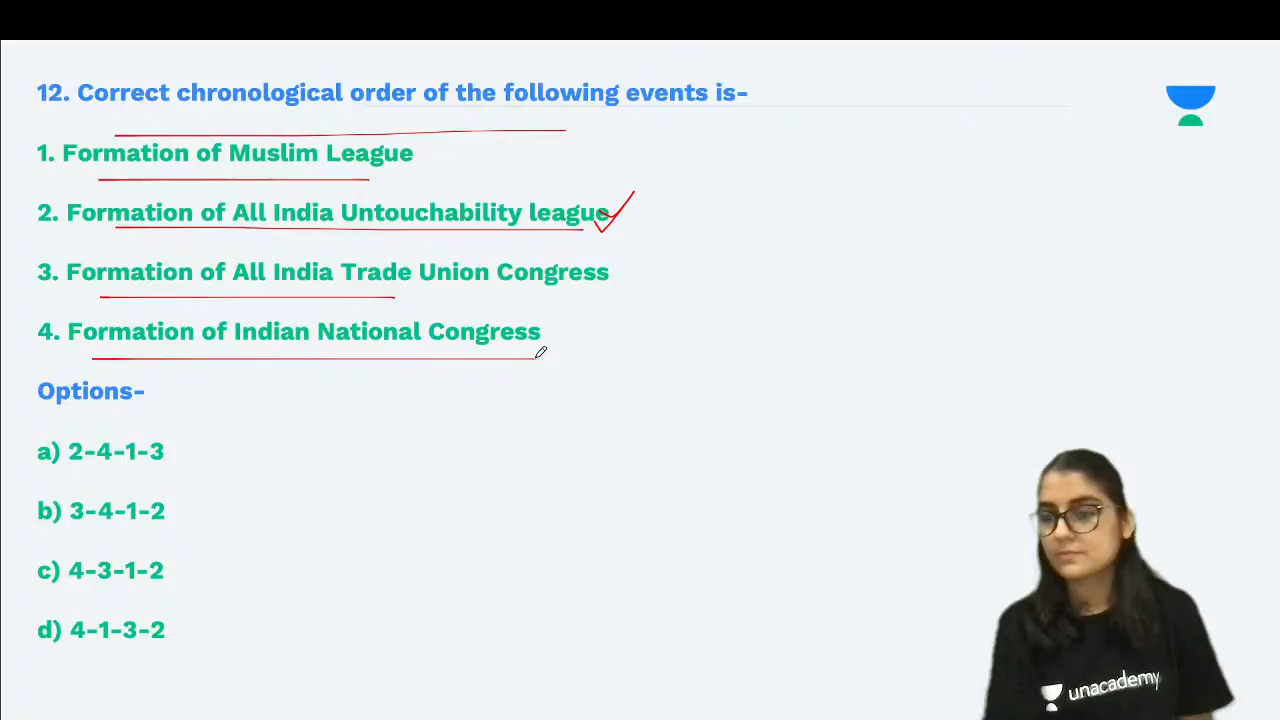 12. Correct chronological order of the following events is-
1. Formation of Muslim League
2. Formation of All India Untouchability league
3. Formation of All India Trade Union Congress
4. Formation of Indian National Congress
Options-
a) 2-4-1-3
b) 3-4-1-2
c) 4-3-1-2
d) 4-1-3-2
unacademy